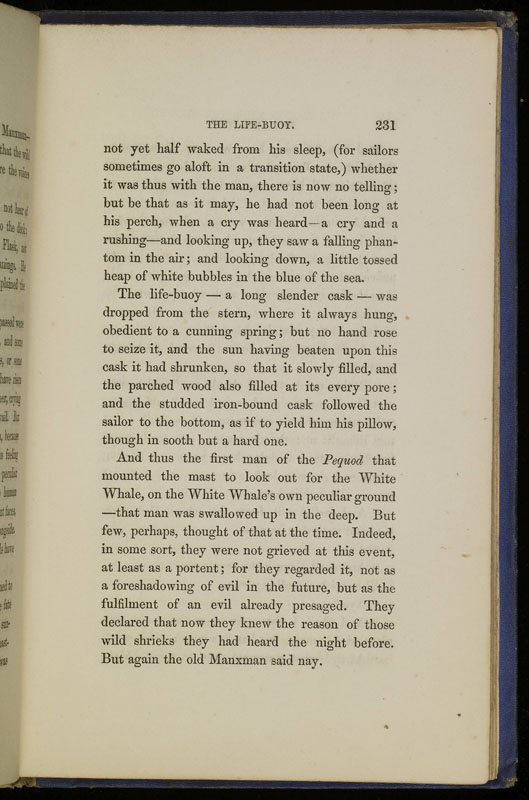 THE LIFE-BUOY. 231
not yet half waked from his sleep, (for sailors
sometimes go aloft in a transition state,) whether
it was thus with the man, there is now no telling;
but be that as it may, he had not been long at
his perch, when a cry was heard—a cry and a
rushing—and looking up, they saw a falling phan-
tom in the air; and looking down, a little tossed
heap of white bubbles in the blue of the sea.
The life-buoy — a long slender cask — was
dropped from the stern, where it always hung,
obedient to a cunning spring; but no hand rose
to seize it, and the sun having beaten upon this
cask it had shrunken, so that it slowly filled, and
the parched wood also filled at its every pore;
and the studded iron-bound cask followed the
sailor to the bottom, as if to yield him his pillow,
though in sooth but a hard one.
And thus the first man of the Pequod that
mounted the mast to look out for the White
Whale, on the White Whale's own peculiar ground
—that man was swallowed up in the deep. But
few, perhaps, thought of that at the time. Indeed,
in some sort, they were not grieved at this event,
at least as a portent; for they regarded it, not as
a foreshadowing of evil in the future, but as the
fulfilment of an evil already presaged. They
declared that now they knew the reason of those
wild shrieks they had heard the night before.
But again the old Manxman said nay.